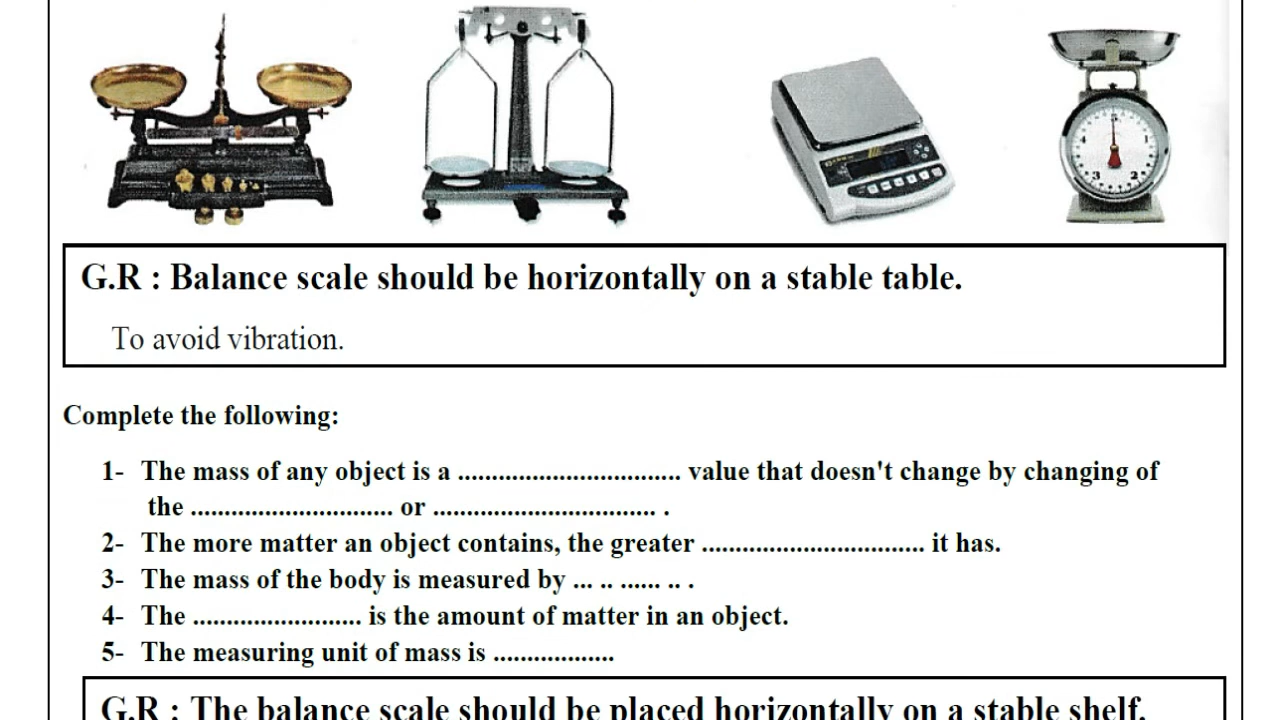 G.R : Balance scale should be horizontally on a stable table.
To avoid vibration.
Complete the following:
1- The mass of any object is a ................................. value that doesn't change by changing of
the .............................. or ................................. .
2- The more matter an object contains, the greater ................................. it has.
3- The mass of the body is measured by ... .. ...... .. .
4- The ......................... is the amount of matter in an object.
5- The measuring unit of mass is ..................
G.R : The balance scale should be placed horizontally on a stable shelf.